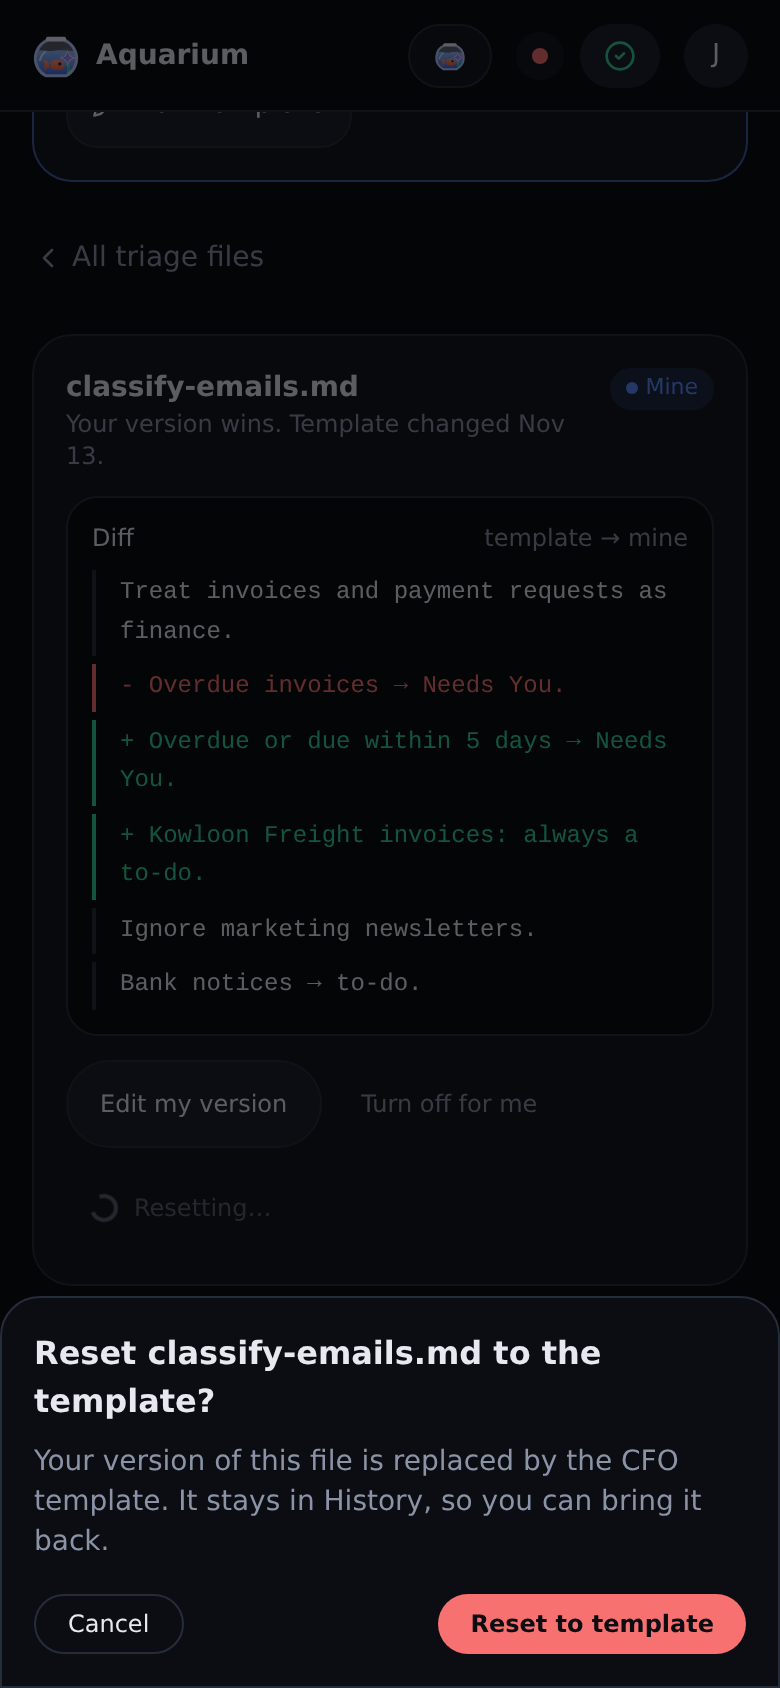 Aquarium
J
All triage files
classify-emails.md
Mine
Your version wins. Template changed Nov
13.
Diff
template → mine
Treat invoices and payment requests as
finance.
- Overdue invoices → Needs You.
+ Overdue or due within 5 days → Needs
You.
+ Kowloon Freight invoices: always a
to-do.
Ignore marketing newsletters.
Bank notices → to-do.
Edit my version
Turn off for me
Resetting…
Reset classify-emails.md to the
template?
Your version of this file is replaced by the CFO
template. It stays in History, so you can bring it
back.
Cancel
Reset to template